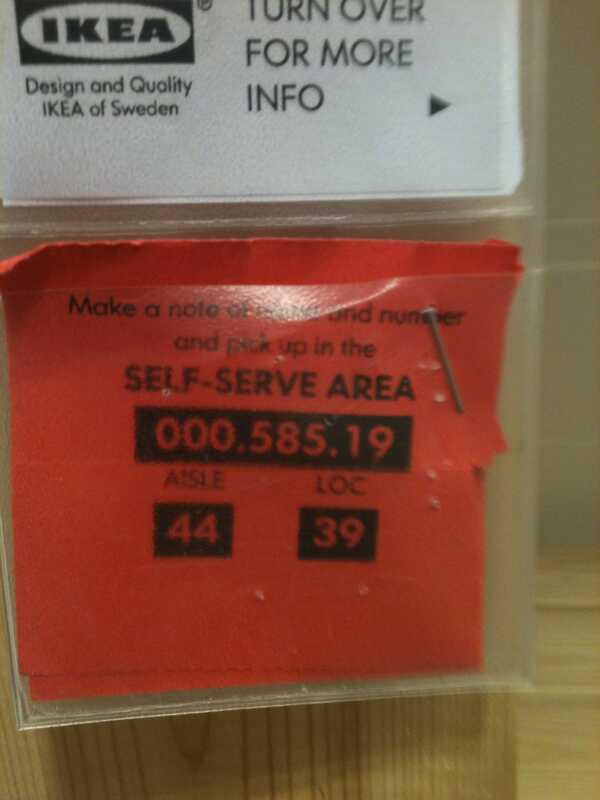 IKEA®
Design and Quality
IKEA of Sweden
TURN OVER
FOR MORE
INFO
Make a note of and number
and pick up in the
SELF-SERVE AREA
000.585.19
AISLE LOC
44 39